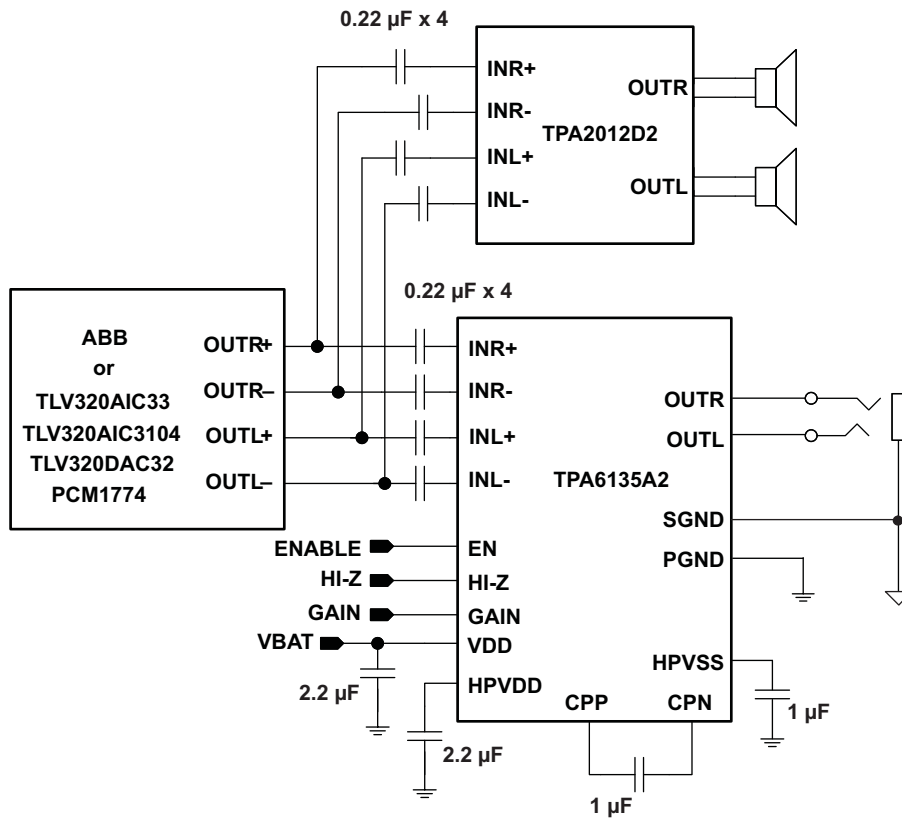 0.22 µF x 4
INR+
INR-
INL+
INL-
OUTR
TPA2012D2
OUTL
0.22 µF x 4
ABB
or
TLV320AIC33
TLV320AIC3104
TLV320DAC32
PCM1774
OUTR+
OUTR–
OUTL+
OUTL–
INR+
INR-
INL+
INL-
TPA6135A2
OUTR
OUTL
SGND
PGND
ENABLE
EN
HI-Z
HI-Z
GAIN
GAIN
VBAT
VDD
2.2 µF
HPVDD
2.2 µF
CPP
CPN
1 µF
HPVSS
1 µF